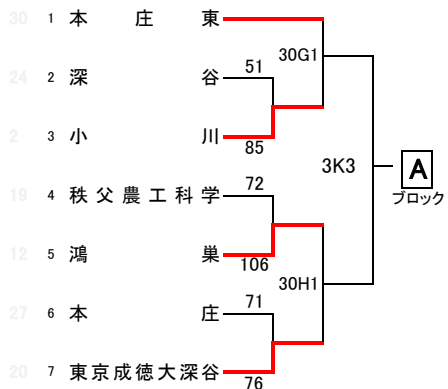 30 1 本庄東
30G1
24 2 深谷 51
2 3 小川 85
3K3
A
ブロック
19 4 秩父農工科学 72
12 5 鴻巣 106
30H1
27 6 本庄 71
20 7 東京成徳大深谷 76